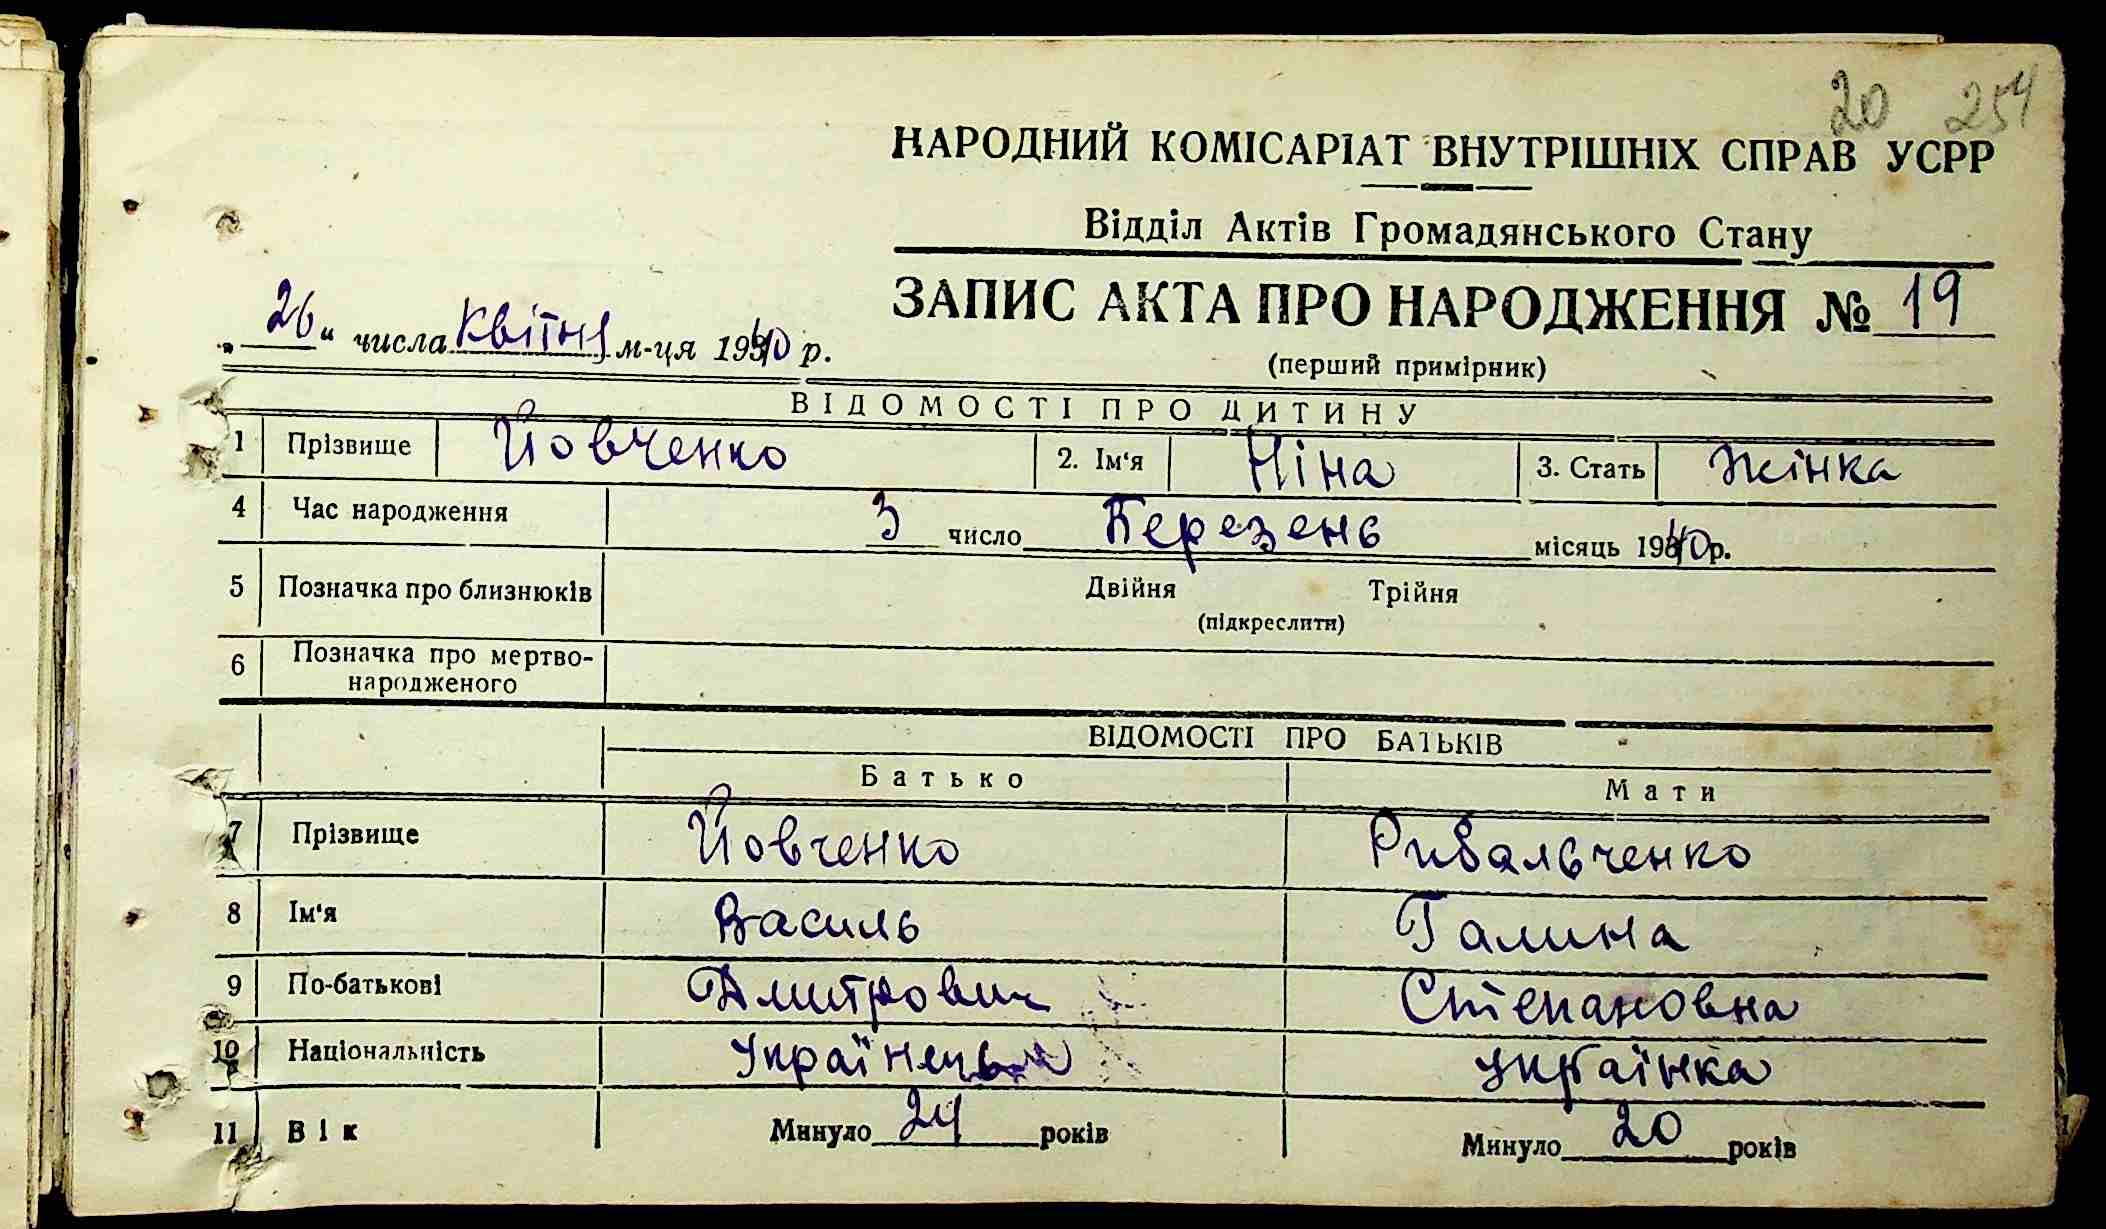 20 254
НАРОДНИЙ КОМІСАРІАТ ВНУТРІШНІХ СПРАВ УСРР
Відділ Актів Громадянського Стану
ЗАПИС АКТА ПРО НАРОДЖЕННЯ № 19
„ 26 “ числа квітня м-ця 1940 р.
(перший примірник)
ВІДОМОСТІ ПРО ДИТИНУ
1 Прізвище Йовченко 2. Ім‘я Ніна 3. Стать Жінка
4 Час народження 3 число Березень місяць 1940 р.
5 Позначка про близнюків Двійня Трійня
(підкреслити)
6 Позначка про мертво-
народженого
ВІДОМОСТІ ПРО БАТЬКІВ
Батько Мати
7 Прізвище Йовченко Рибальченко
8 Ім‘я Василь Галина
9 По-батькові Дмитрович Степановна
10 Національність Українець українка
11 Вік Минуло 24 років Минуло 20 років